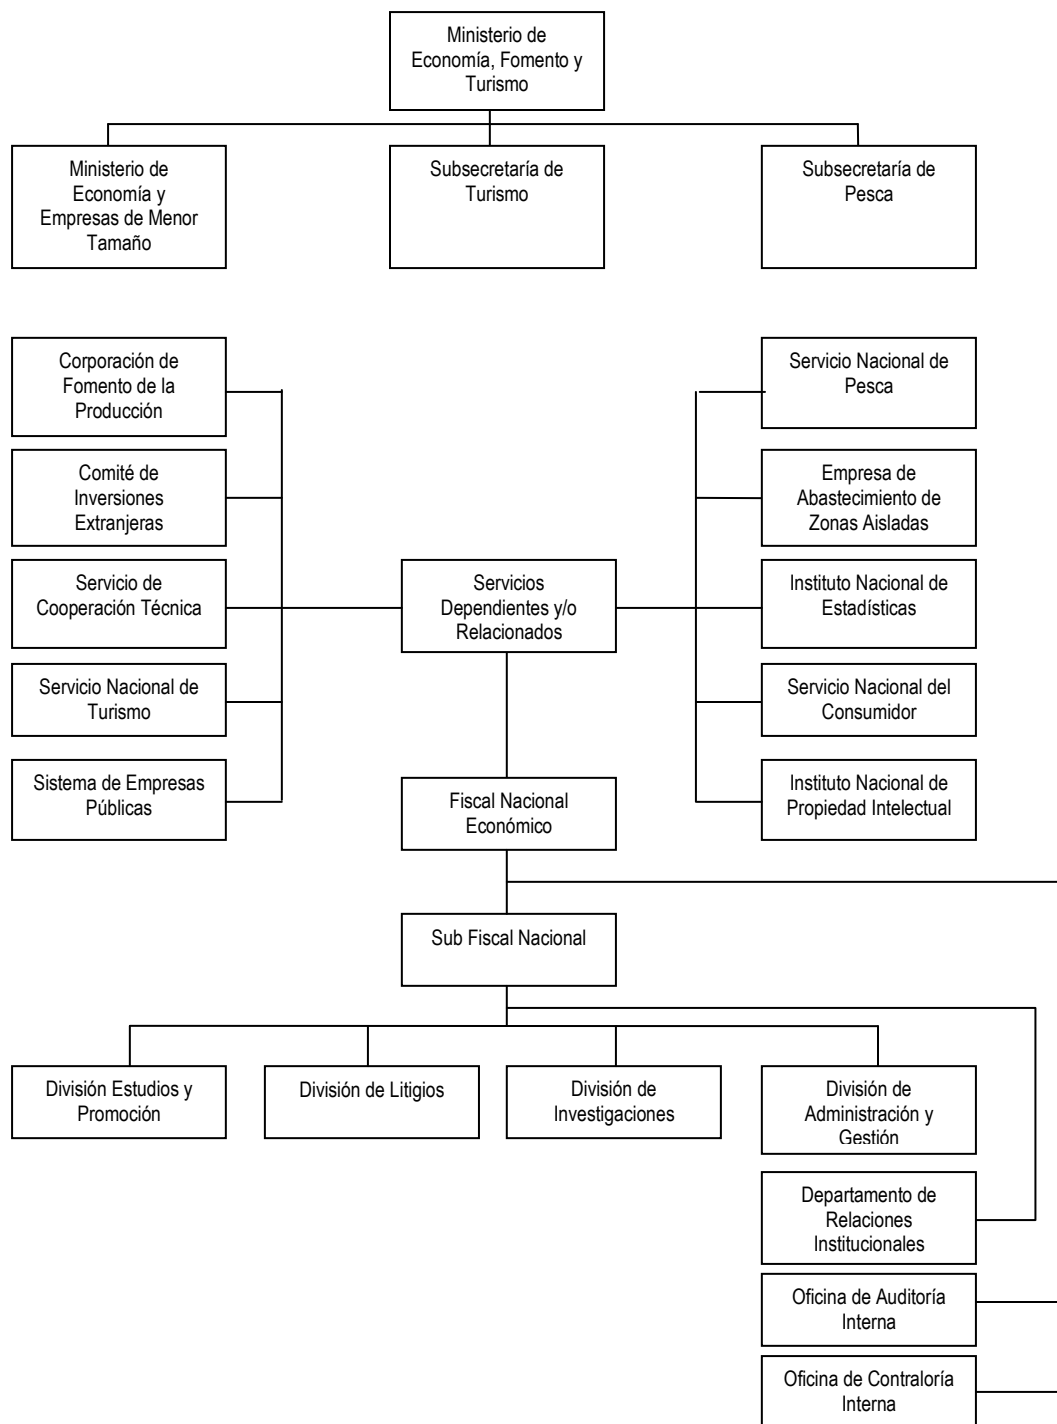 Ministerio de
Economía, Fomento y
Turismo
Ministerio de
Economía y
Empresas de Menor
Tamaño
Subsecretaría de
Turismo
Subsecretaría de
Pesca
Corporación de
Fomento de la
Producción
Servicio Nacional de
Pesca
Comité de
Inversiones
Extranjeras
Empresa de
Abastecimiento de
Zonas Aisladas
Servicio de
Cooperación Técnica
Servicios
Dependientes y/o
Relacionados
Instituto Nacional de
Estadísticas
Servicio Nacional de
Turismo
Servicio Nacional del
Consumidor
Sistema de Empresas
Públicas
Fiscal Nacional
Económico
Instituto Nacional de
Propiedad Intelectual
Sub Fiscal Nacional
División Estudios y
Promoción
División de Litigios
División de
Investigaciones
División de
Administración y
Gestión
Departamento de
Relaciones
Institucionales
Oficina de Auditoría
Interna
Oficina de Contraloría
Interna